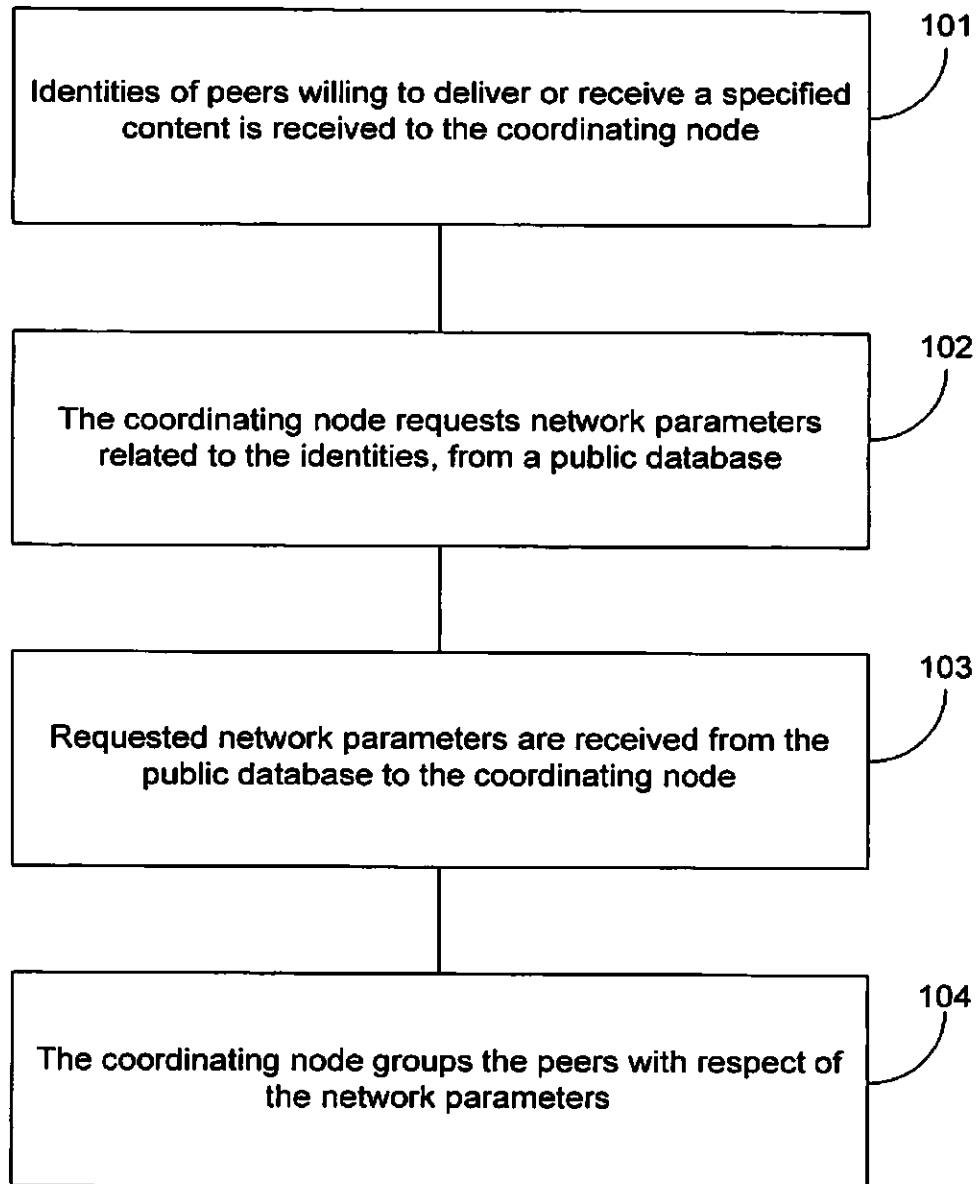 101
Identities of peers willing to deliver or receive a specified
content is received to the coordinating node
102
The coordinating node requests network parameters
related to the identities, from a public database
103
Requested network parameters are received from the
public database to the coordinating node
104
The coordinating node groups the peers with respect of
the network parameters